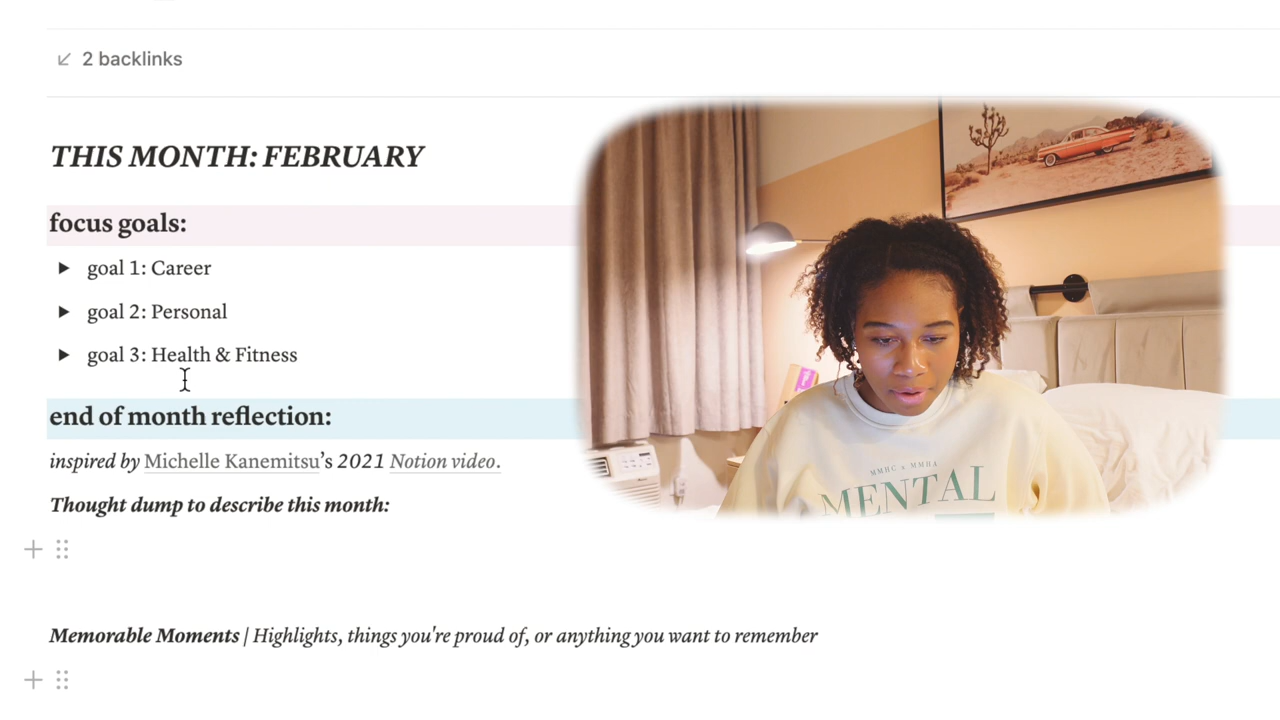 2 backlinks
THIS MONTH: FEBRUARY
focus goals:
goal 1: Career
goal 2: Personal
goal 3: Health & Fitness
end of month reflection:
inspired by Michelle Kanemitsu's 2021 Notion video.
Thought dump to describe this month:
MMHC x MMHA
MENTAL
Memorable Moments | Highlights, things you're proud of, or anything you want to remember